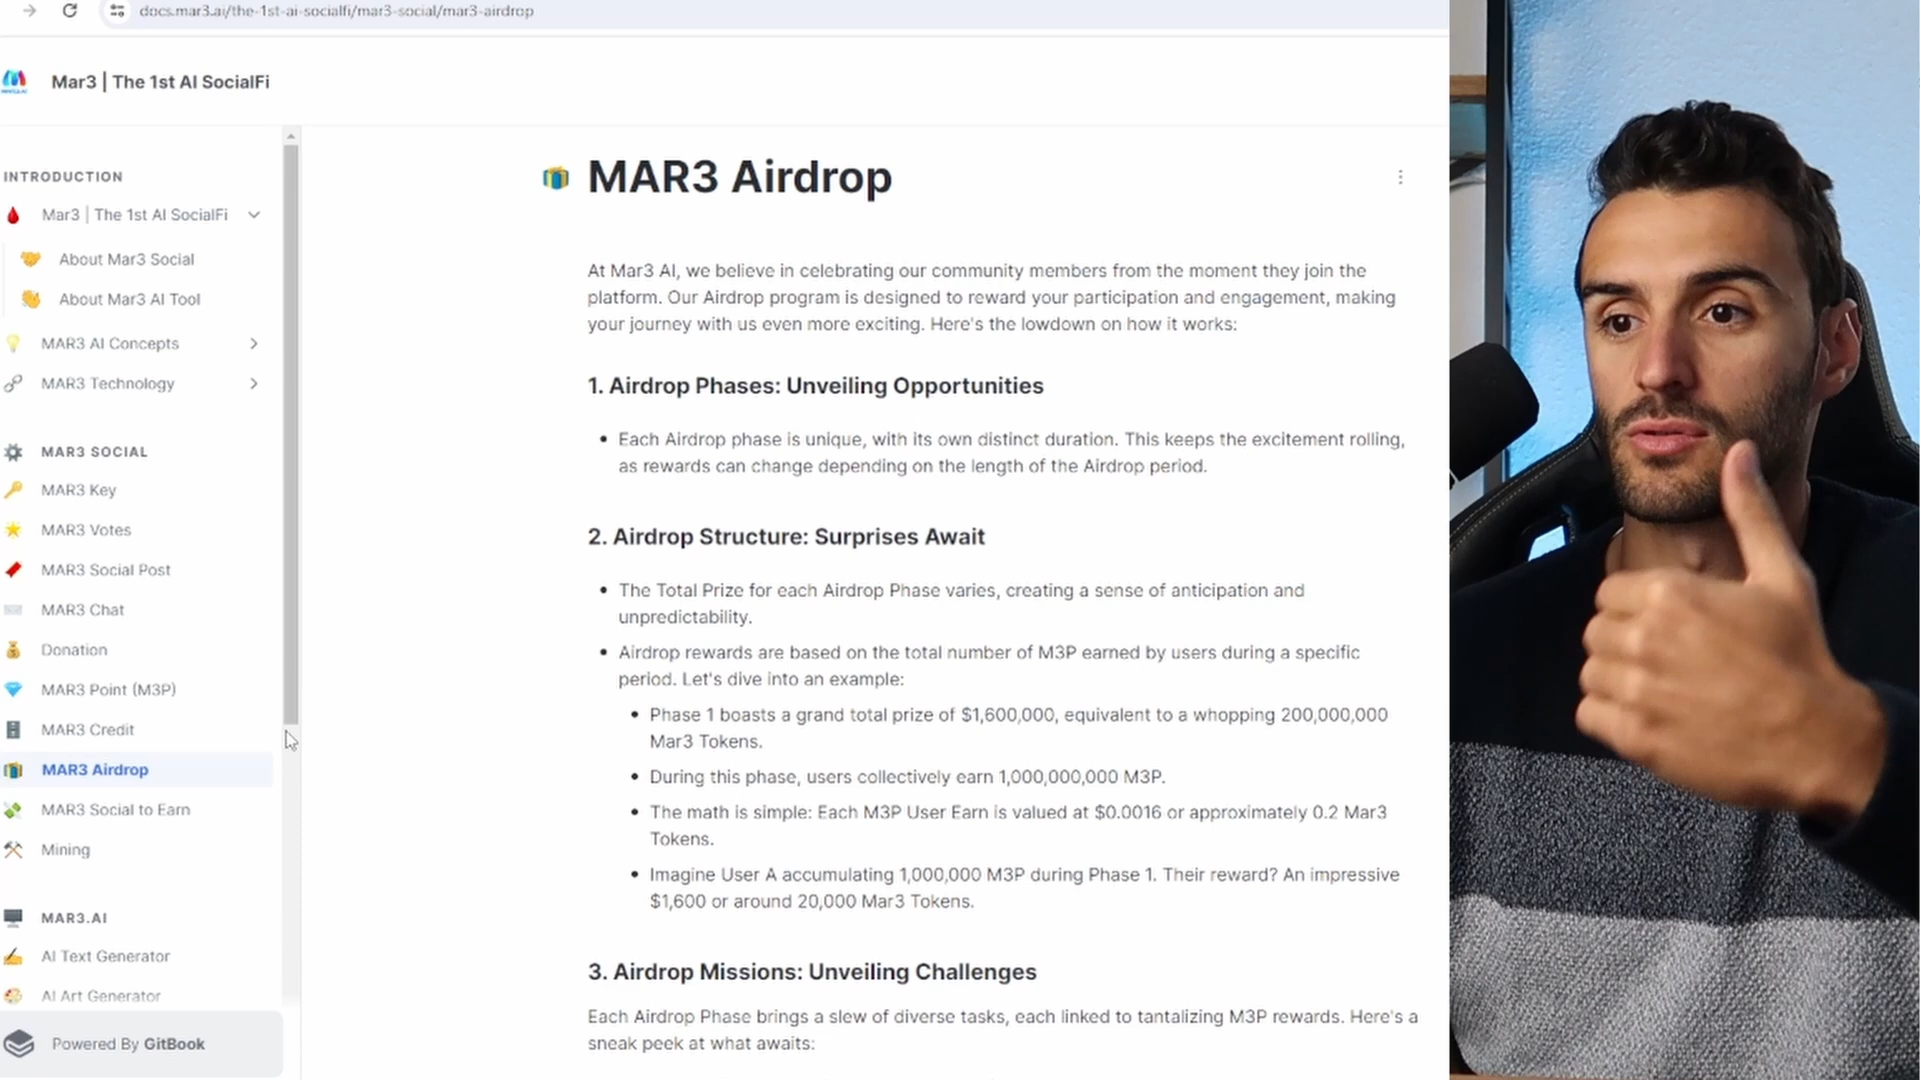 docs.mar3.ai/the-1st-ai-socialfi/mar3-social/mar3-airdrop
Mar3 | The 1st AI SocialFi
INTRODUCTION
Mar3 | The 1st AI SocialFi
About Mar3 Social
About Mar3 AI Tool
MAR3 AI Concepts
MAR3 Technology
MAR3 SOCIAL
MAR3 Key
MAR3 Votes
MAR3 Social Post
MAR3 Chat
Donation
MAR3 Point (M3P)
MAR3 Credit
MAR3 Airdrop
MAR3 Social to Earn
Mining
MAR3.AI
AI Text Generator
AI Art Generator
Powered By GitBook
MAR3 Airdrop
At Mar3 AI, we believe in celebrating our community members from the moment they join the
platform. Our Airdrop program is designed to reward your participation and engagement, making
your journey with us even more exciting. Here's the lowdown on how it works:
1. Airdrop Phases: Unveiling Opportunities
Each Airdrop phase is unique, with its own distinct duration. This keeps the excitement rolling,
as rewards can change depending on the length of the Airdrop period.
2. Airdrop Structure: Surprises Await
The Total Prize for each Airdrop Phase varies, creating a sense of anticipation and
unpredictability.
Airdrop rewards are based on the total number of M3P earned by users during a specific
period. Let's dive into an example:
Phase 1 boasts a grand total prize of $1,600,000, equivalent to a whopping 200,000,000
Mar3 Tokens.
During this phase, users collectively earn 1,000,000,000 M3P.
The math is simple: Each M3P User Earn is valued at $0.0016 or approximately 0.2 Mar3
Tokens.
Imagine User A accumulating 1,000,000 M3P during Phase 1. Their reward? An impressive
$1,600 or around 20,000 Mar3 Tokens.
3. Airdrop Missions: Unveiling Challenges
Each Airdrop Phase brings a slew of diverse tasks, each linked to tantalizing M3P rewards. Here's a
sneak peek at what awaits: